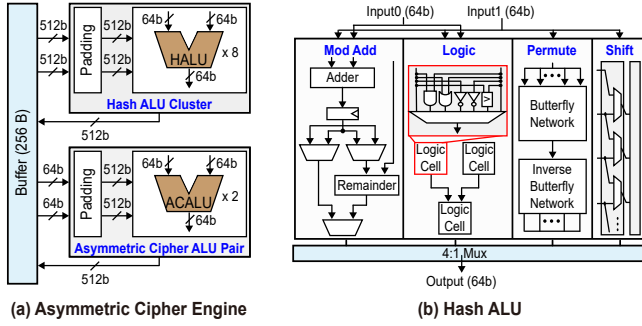 512b
64b
64b
512b
HALU
x 8
512b
512b
Padding
64b
Hash ALU Cluster
512b
Buffer (256 B)
64b
512b
64b
64b
ACALU
x 2
64b
512b
Padding
64b
Asymmetric Cipher ALU Pair
512b
(a) Asymmetric Cipher Engine
Input0 (64b)
Input1 (64b)
Mod Add
Logic
Permute
Shift
Adder
Butterfly
Network
Logic
Cell
Logic
Cell
Remainder
Inverse
Butterfly
Network
Logic
Cell
4:1 Mux
Output (64b)
(b) Hash ALU